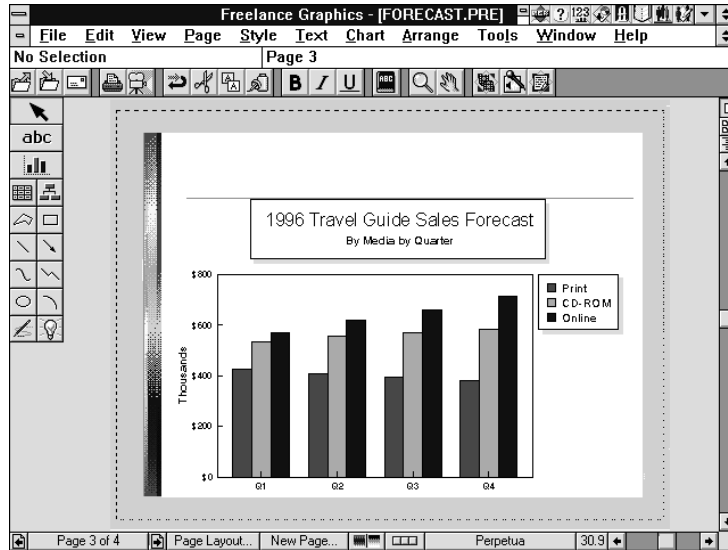 Freelance Graphics - [FORECAST.PRE]
File Edit View Page Style Text Chart Arrange Tools Window Help
No Selection Page 3
B I U ABC
abc
1996 Travel Guide Sales Forecast
By Media by Quarter
$800
$600
$400
$200
$0
Thousands
Q1 Q2 Q3 Q4
Print
CD-ROM
Online
Page 3 of 4 Page Layout... New Page... Perpetua 30.9